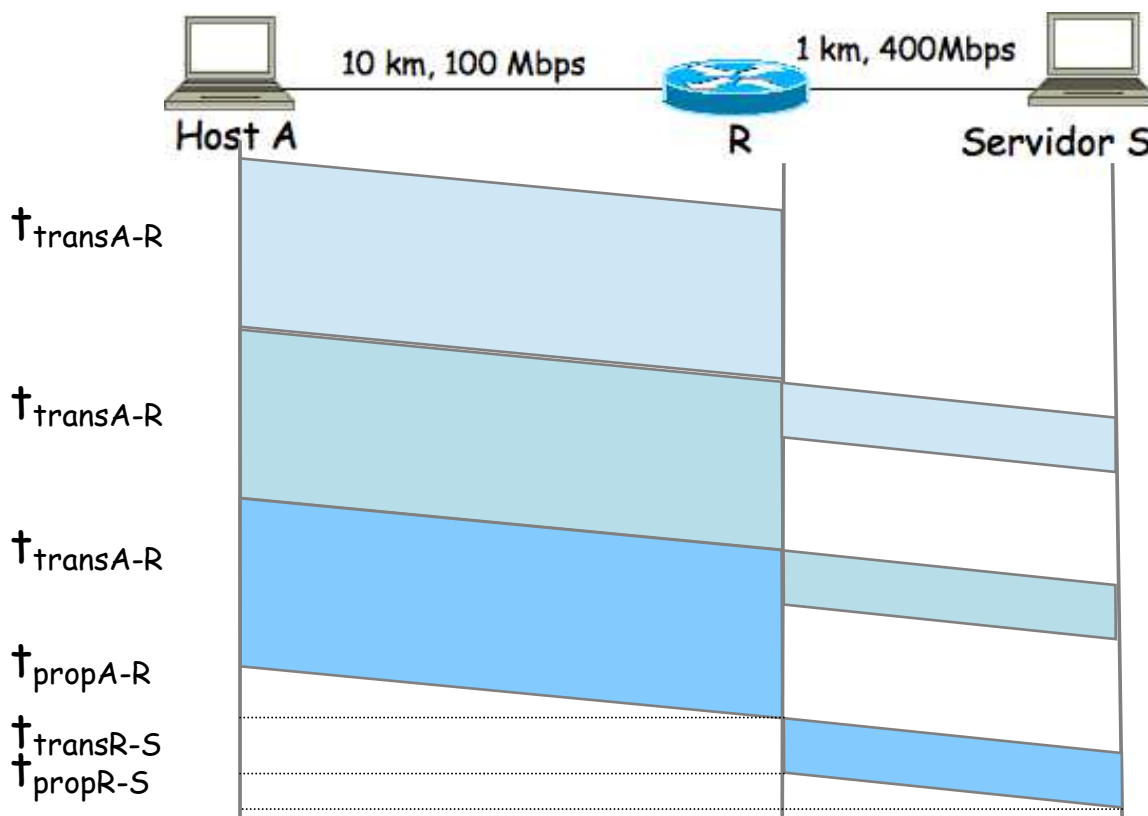 10 km, 100 Mbps
1 km, 400Mbps
Host A
R
Servidor S
ttransA-R
ttransA-R
ttransA-R
tpropA-R
ttransR-S
tpropR-S